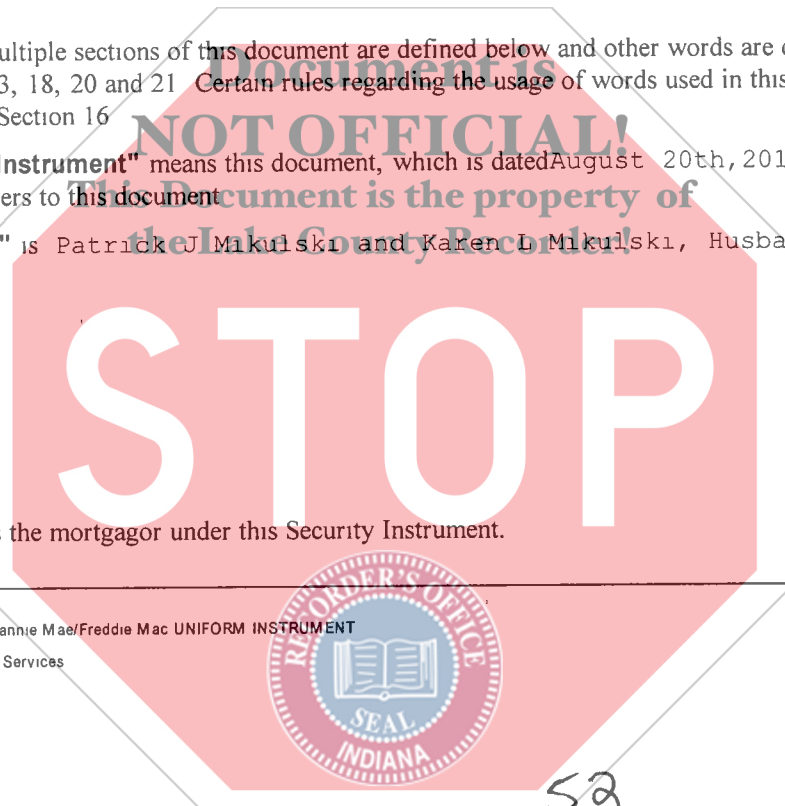 ultiple sections of this document are defined below and other words are
Document is
3, 18, 20 and 21 Certain rules regarding the usage of words used in this
Section 16
NOT OFFICIAL!
Instrument" means this document, which is datedAugust 20th,201
ers to this document
This Document is the property of
" is Patrick J Mikulski and Karen L Mikulski, Husba
the Lake County Recorder!
STOP
the mortgagor under this Security Instrument.
annie Mae/Freddie Mac UNIFORM INSTRUMENT
Services
RECORDER'S OFFICE
SEAL
INDIANA
52